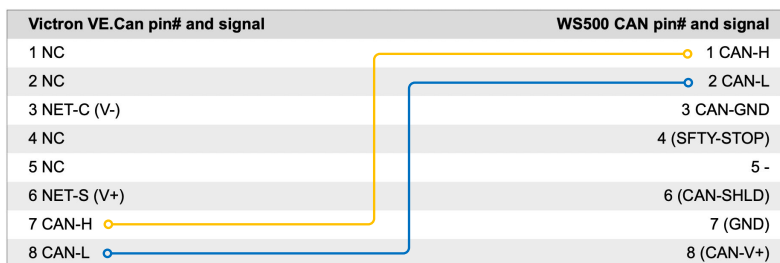 Victron VE.Can pin# and signal WS500 CAN pin# and signal
1 NC 1 CAN-H
2 NC 2 CAN-L
3 NET-C (V-) 3 CAN-GND
4 NC 4 (SFTY-STOP)
5 NC 5 -
6 NET-S (V+) 6 (CAN-SHLD)
7 CAN-H 7 (GND)
8 CAN-L 8 (CAN-V+)